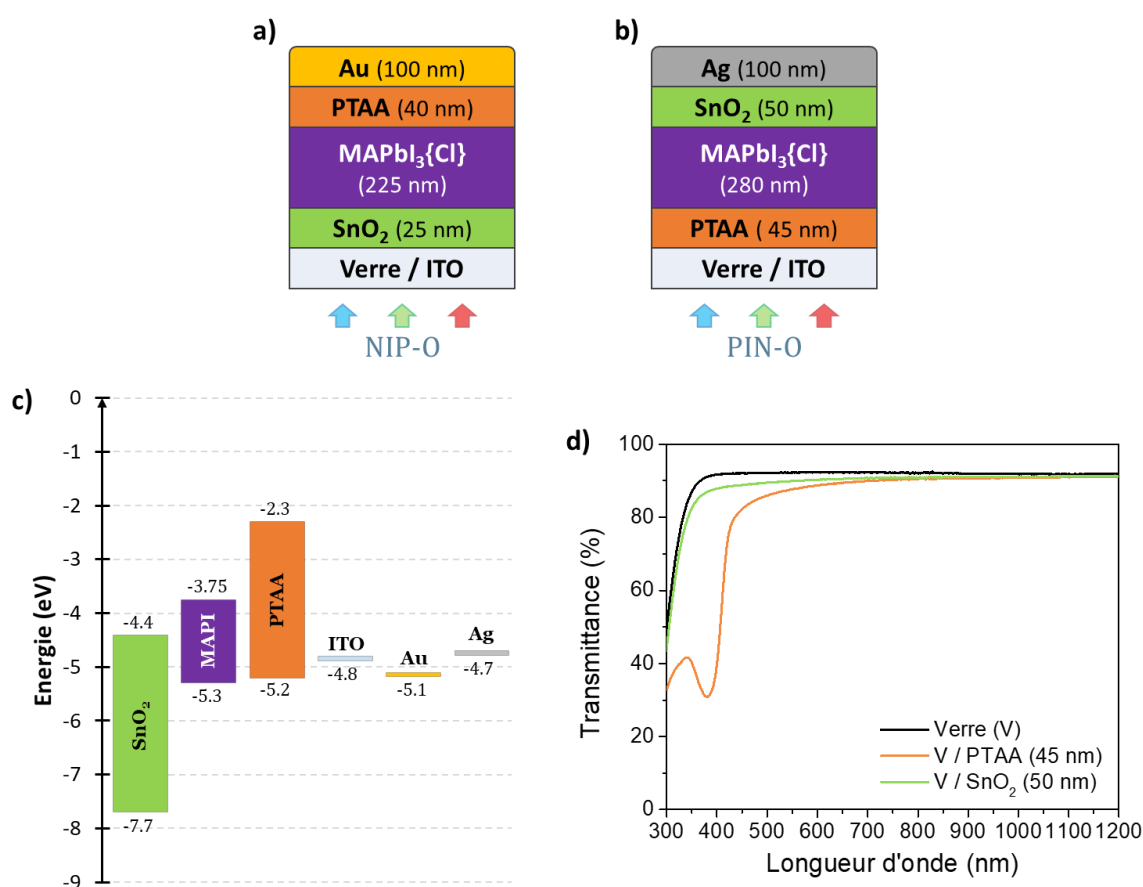 a)
Au (100 nm)
PTAA (40 nm)
MAPbI₃{Cl}
(225 nm)
SnO₂ (25 nm)
Verre / ITO
NIP-O
b)
Ag (100 nm)
SnO₂ (50 nm)
MAPbI₃{Cl}
(280 nm)
PTAA ( 45 nm)
Verre / ITO
PIN-O
c)
Energie (eV)
0
-1
-2
-3
-4
-5
-6
-7
-8
-9
-4.4
SnO₂
-7.7
-3.75
MAPI
-5.3
-2.3
PTAA
-5.2
ITO
-4.8
Au
-5.1
Ag
-4.7
d)
Transmittance (%)
100
80
60
40
20
0
Verre (V)
V / PTAA (45 nm)
V / SnO₂ (50 nm)
300 400 500 600 700 800 900 1000 1100 1200
Longueur d'onde (nm)